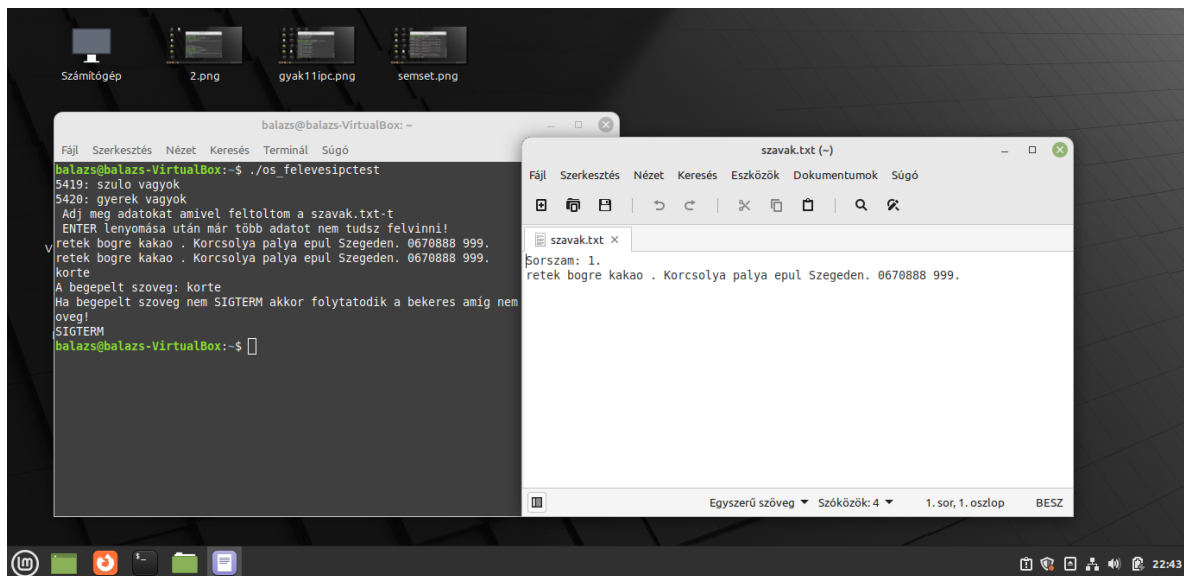 Számítógép
2.png
gyak11ipc.png
semset.png
balazs@balazs-VirtualBox: ~
Fájl Szerkesztés Nézet Keresés Terminál Súgó
balazs@balazs-VirtualBox:~$ ./os_felevesipctest
5419: szulo vagyok
5420: gyerek vagyok
Adj meg adatokat amivel feltoltom a szavak.txt-t
ENTER lenyomása után már több adatot nem tudsz felvinni!
retek bogre kakao . Korcsolya palya epul Szegeden. 0670888 999.
retek bogre kakao . Korcsolya palya epul Szegeden. 0670888 999.
korte
A begepelt szoveg: korte
Ha begepelt szoveg nem SIGTERM akkor folytatodik a bekeres amíg nem
oveg!
SIGTERM
balazs@balazs-VirtualBox:~$
szavak.txt (~)
Fájl Szerkesztés Nézet Keresés Eszközök Dokumentumok Súgó
szavak.txt
Sorszam: 1.
retek bogre kakao . Korcsolya palya epul Szegeden. 0670888 999.
Egyszerű szöveg Szóközök: 4 1. sor, 1. oszlop BESZ
22:43